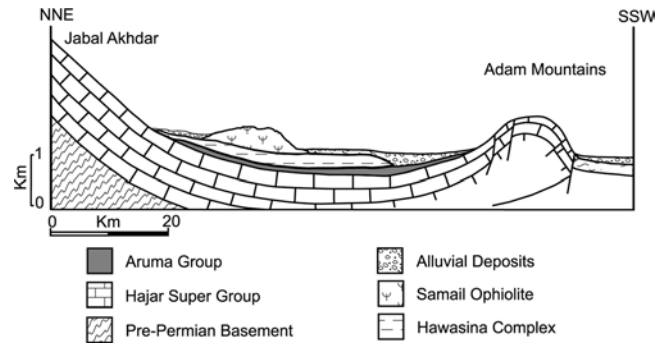 NNE
SSW
Jabal Akhdar
Adam Mountains
1
Km
0
0 Km 20
Aruma Group
Alluvial Deposits
Hajar Super Group
Samail Ophiolite
Pre-Permian Basement
Hawasina Complex